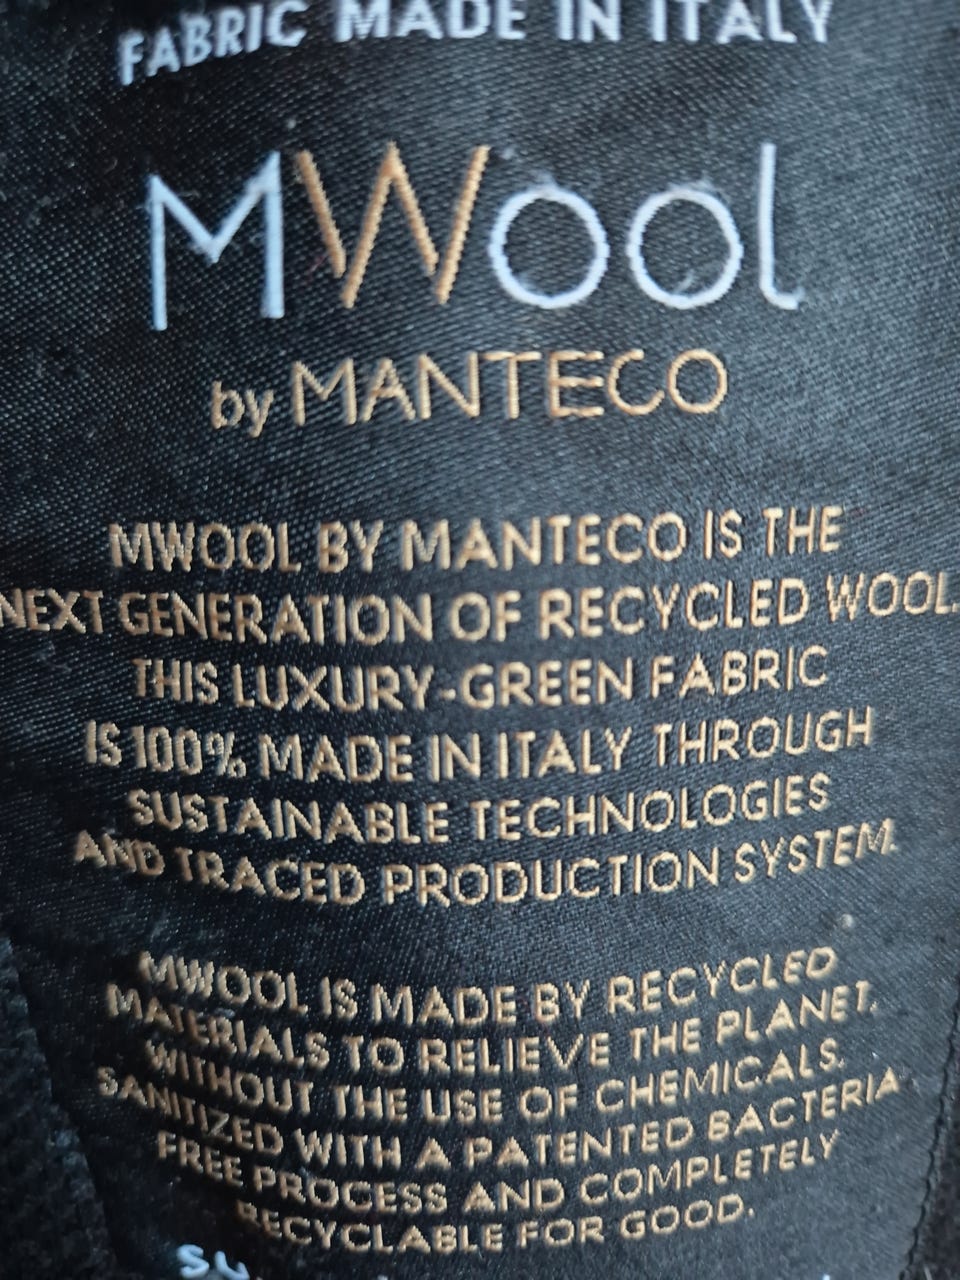 FABRIC MADE IN ITALY
MWool
by MANTECO
MWOOL BY MANTECO IS THE
NEXT GENERATION OF RECYCLED WOOL.
THIS LUXURY-GREEN FABRIC
IS 100% MADE IN ITALY THROUGH
SUSTAINABLE TECHNOLOGIES
AND TRACED PRODUCTION SYSTEM.
MWOOL IS MADE BY RECYCLED
MATERIALS TO RELIEVE THE PLANET,
WITHOUT THE USE OF CHEMICALS.
SANITIZED WITH A PATENTED BACTERIA
FREE PROCESS AND COMPLETELY
RECYCLABLE FOR GOOD.